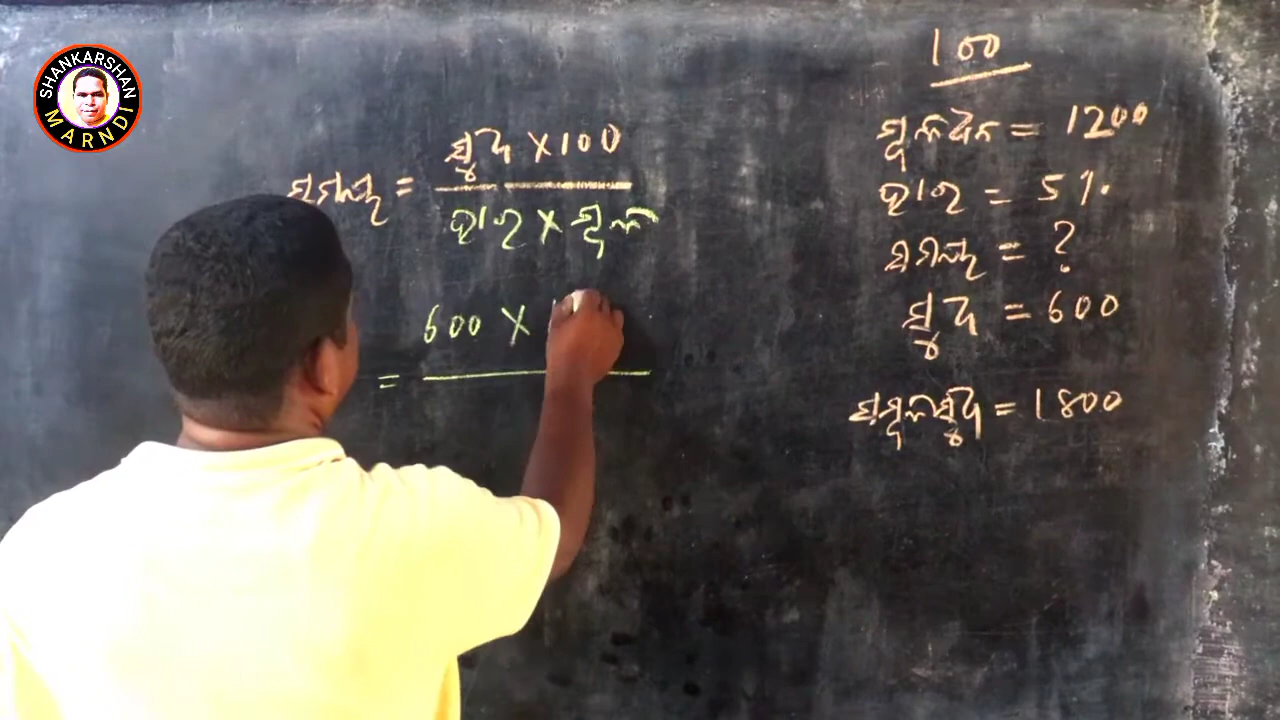 SHANKARSHAN
MARNDI
ସମୟ = ସୁଧ X 100
ହାର X ମୂଳ
= 600 X
100
ମୂଳଧନ = 1200
ହାର = 5%
ସମୟ = ?
ସୁଧ = 600
ସମୂଳସୁଧ = 1800